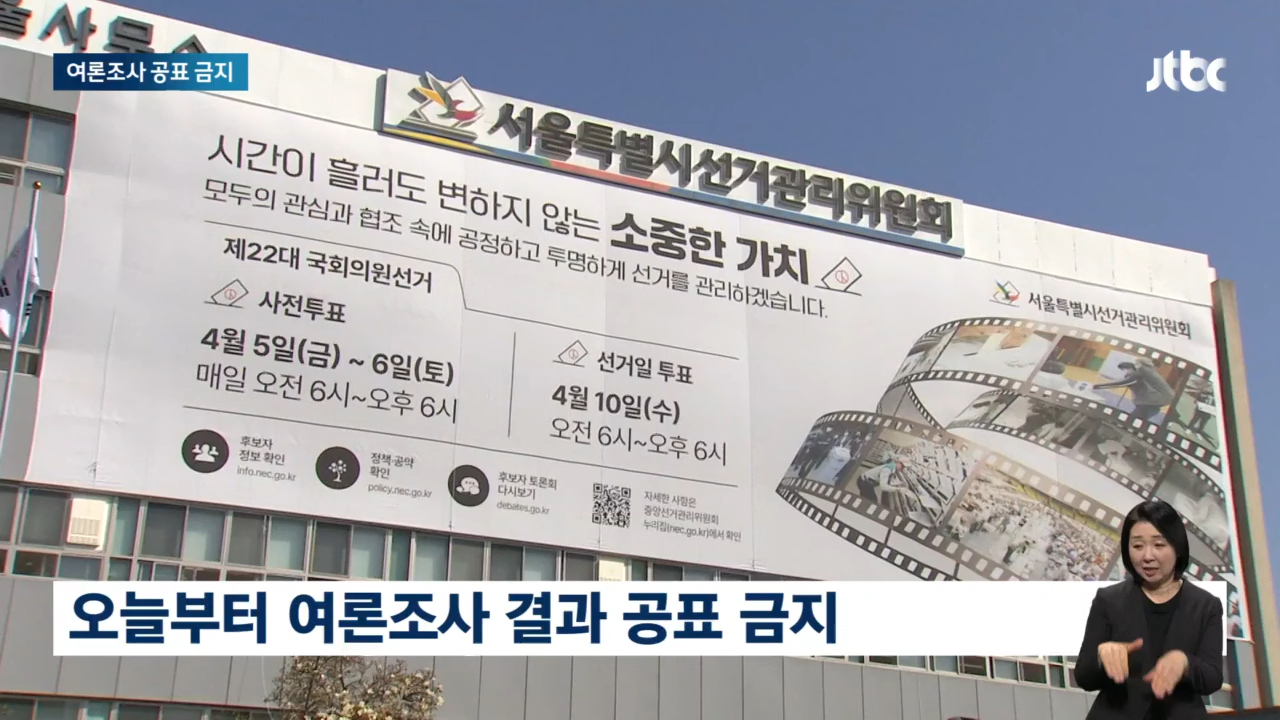 여론조사 공표 금지
jtbc
서울특별시선거관리위원회
시간이 흘러도 변하지 않는 소중한 가치
모두의 관심과 협조 속에 공정하고 투명하게 선거를 관리하겠습니다.
서울특별시선거관리위원회
제22대 국회의원선거
사전투표
4월 5일(금) ~ 6일(토)
매일 오전 6시~오후 6시
선거일 투표
4월 10일(수)
오전 6시~오후 6시
후보자
정보 확인
info.nec.go.kr
정책·공약
확인
policy.nec.go.kr
후보자 토론회
다시보기
debates.go.kr
자세한 사항은
중앙선거관리위원회
누리집(nec.go.kr)에서 확인
오늘부터 여론조사 결과 공표 금지